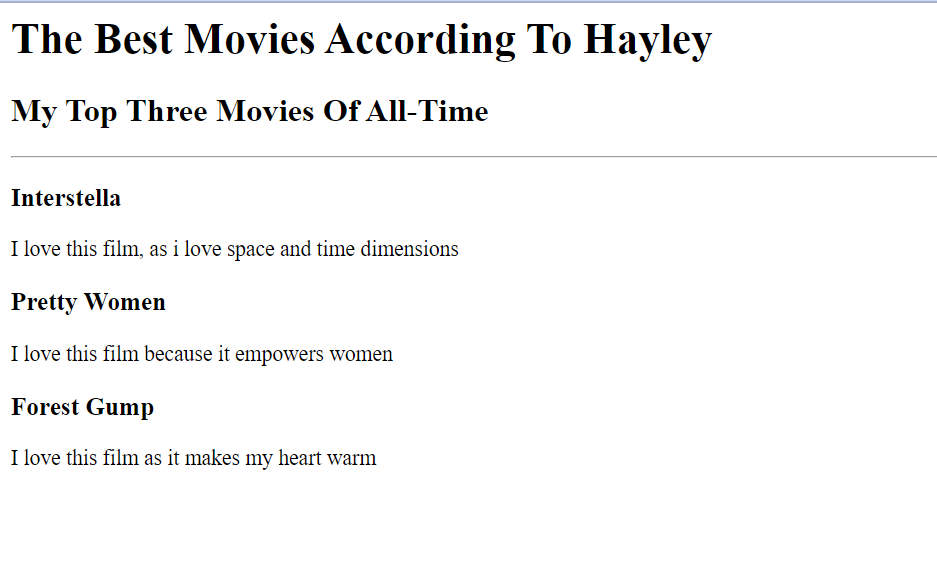 The Best Movies According To Hayley
My Top Three Movies Of All-Time
Interstella
I love this film, as i love space and time dimensions
Pretty Women
I love this film because it empowers women
Forest Gump
I love this film as it makes my heart warm